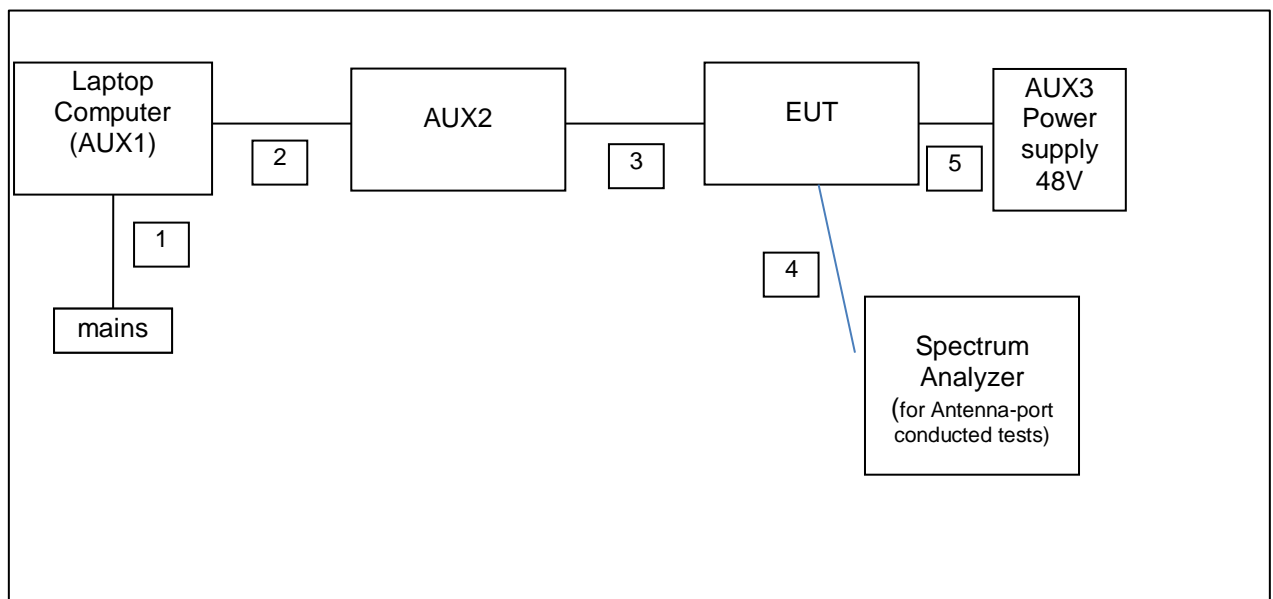 Laptop
Computer
(AUX1)
AUX2
EUT
AUX3
Power
supply
48V
2
3
5
1
4
mains
Spectrum
Analyzer
(for Antenna-port
conducted tests)